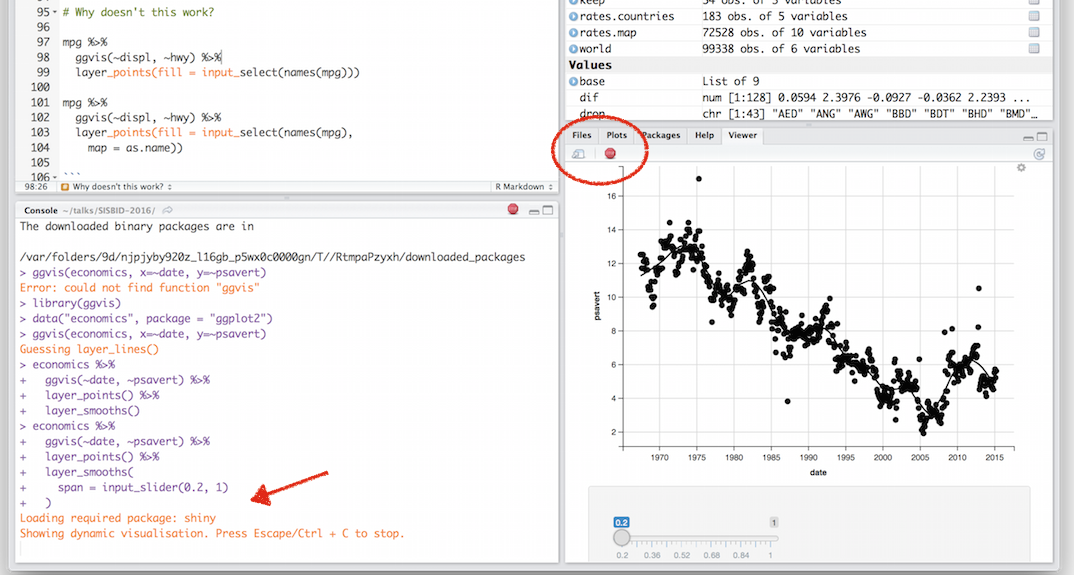 95 # Why doesn't this work?
96
97 mpg %>%
98 ggvis(~displ, ~hwy) %>%
99 layer_points(fill = input_select(names(mpg)))
100
101 mpg %>%
102 ggvis(~displ, ~hwy) %>%
103 layer_points(fill = input_select(names(mpg),
104 map = as.name))
105
106 ```
98:26 Why doesn't this work? R Markdown
Console ~/talks/SISBID-2016/
The downloaded binary packages are in
/var/folders/9d/njpjyby920z_l16gb_p5wx0c0000gn/T//RtmpaPzyxh/downloaded_packages
> ggvis(economics, x=~date, y=~psavert)
Error: could not find function "ggvis"
> library(ggvis)
> data("economics", package = "ggplot2")
> ggvis(economics, x=~date, y=~psavert)
Guessing layer_lines()
> economics %>%
+ ggvis(~date, ~psavert) %>%
+ layer_points() %>%
+ layer_smooths()
> economics %>%
+ ggvis(~date, ~psavert) %>%
+ layer_points() %>%
+ layer_smooths(
+ span = input_slider(0.2, 1)
+ )
Loading required package: shiny
Showing dynamic visualisation. Press Escape/Ctrl + C to stop.
keep 54 obs. of 5 variables
rates.countries 183 obs. of 5 variables
rates.map 72528 obs. of 10 variables
world 99338 obs. of 6 variables
Values
base List of 9
dif num [1:128] 0.0594 2.3976 -0.0927 -0.0362 2.2393 ...
drop chr [1:43] "AED" "ANG" "AWG" "BBD" "BDT" "BHD" "BMD"…
Files Plots Packages Help Viewer
16
14
12
10
8
6
4
2
psavert
1970 1975 1980 1985 1990 1995 2000 2005 2010 2015
date
0.2 1
0.2 0.36 0.52 0.68 0.84 1